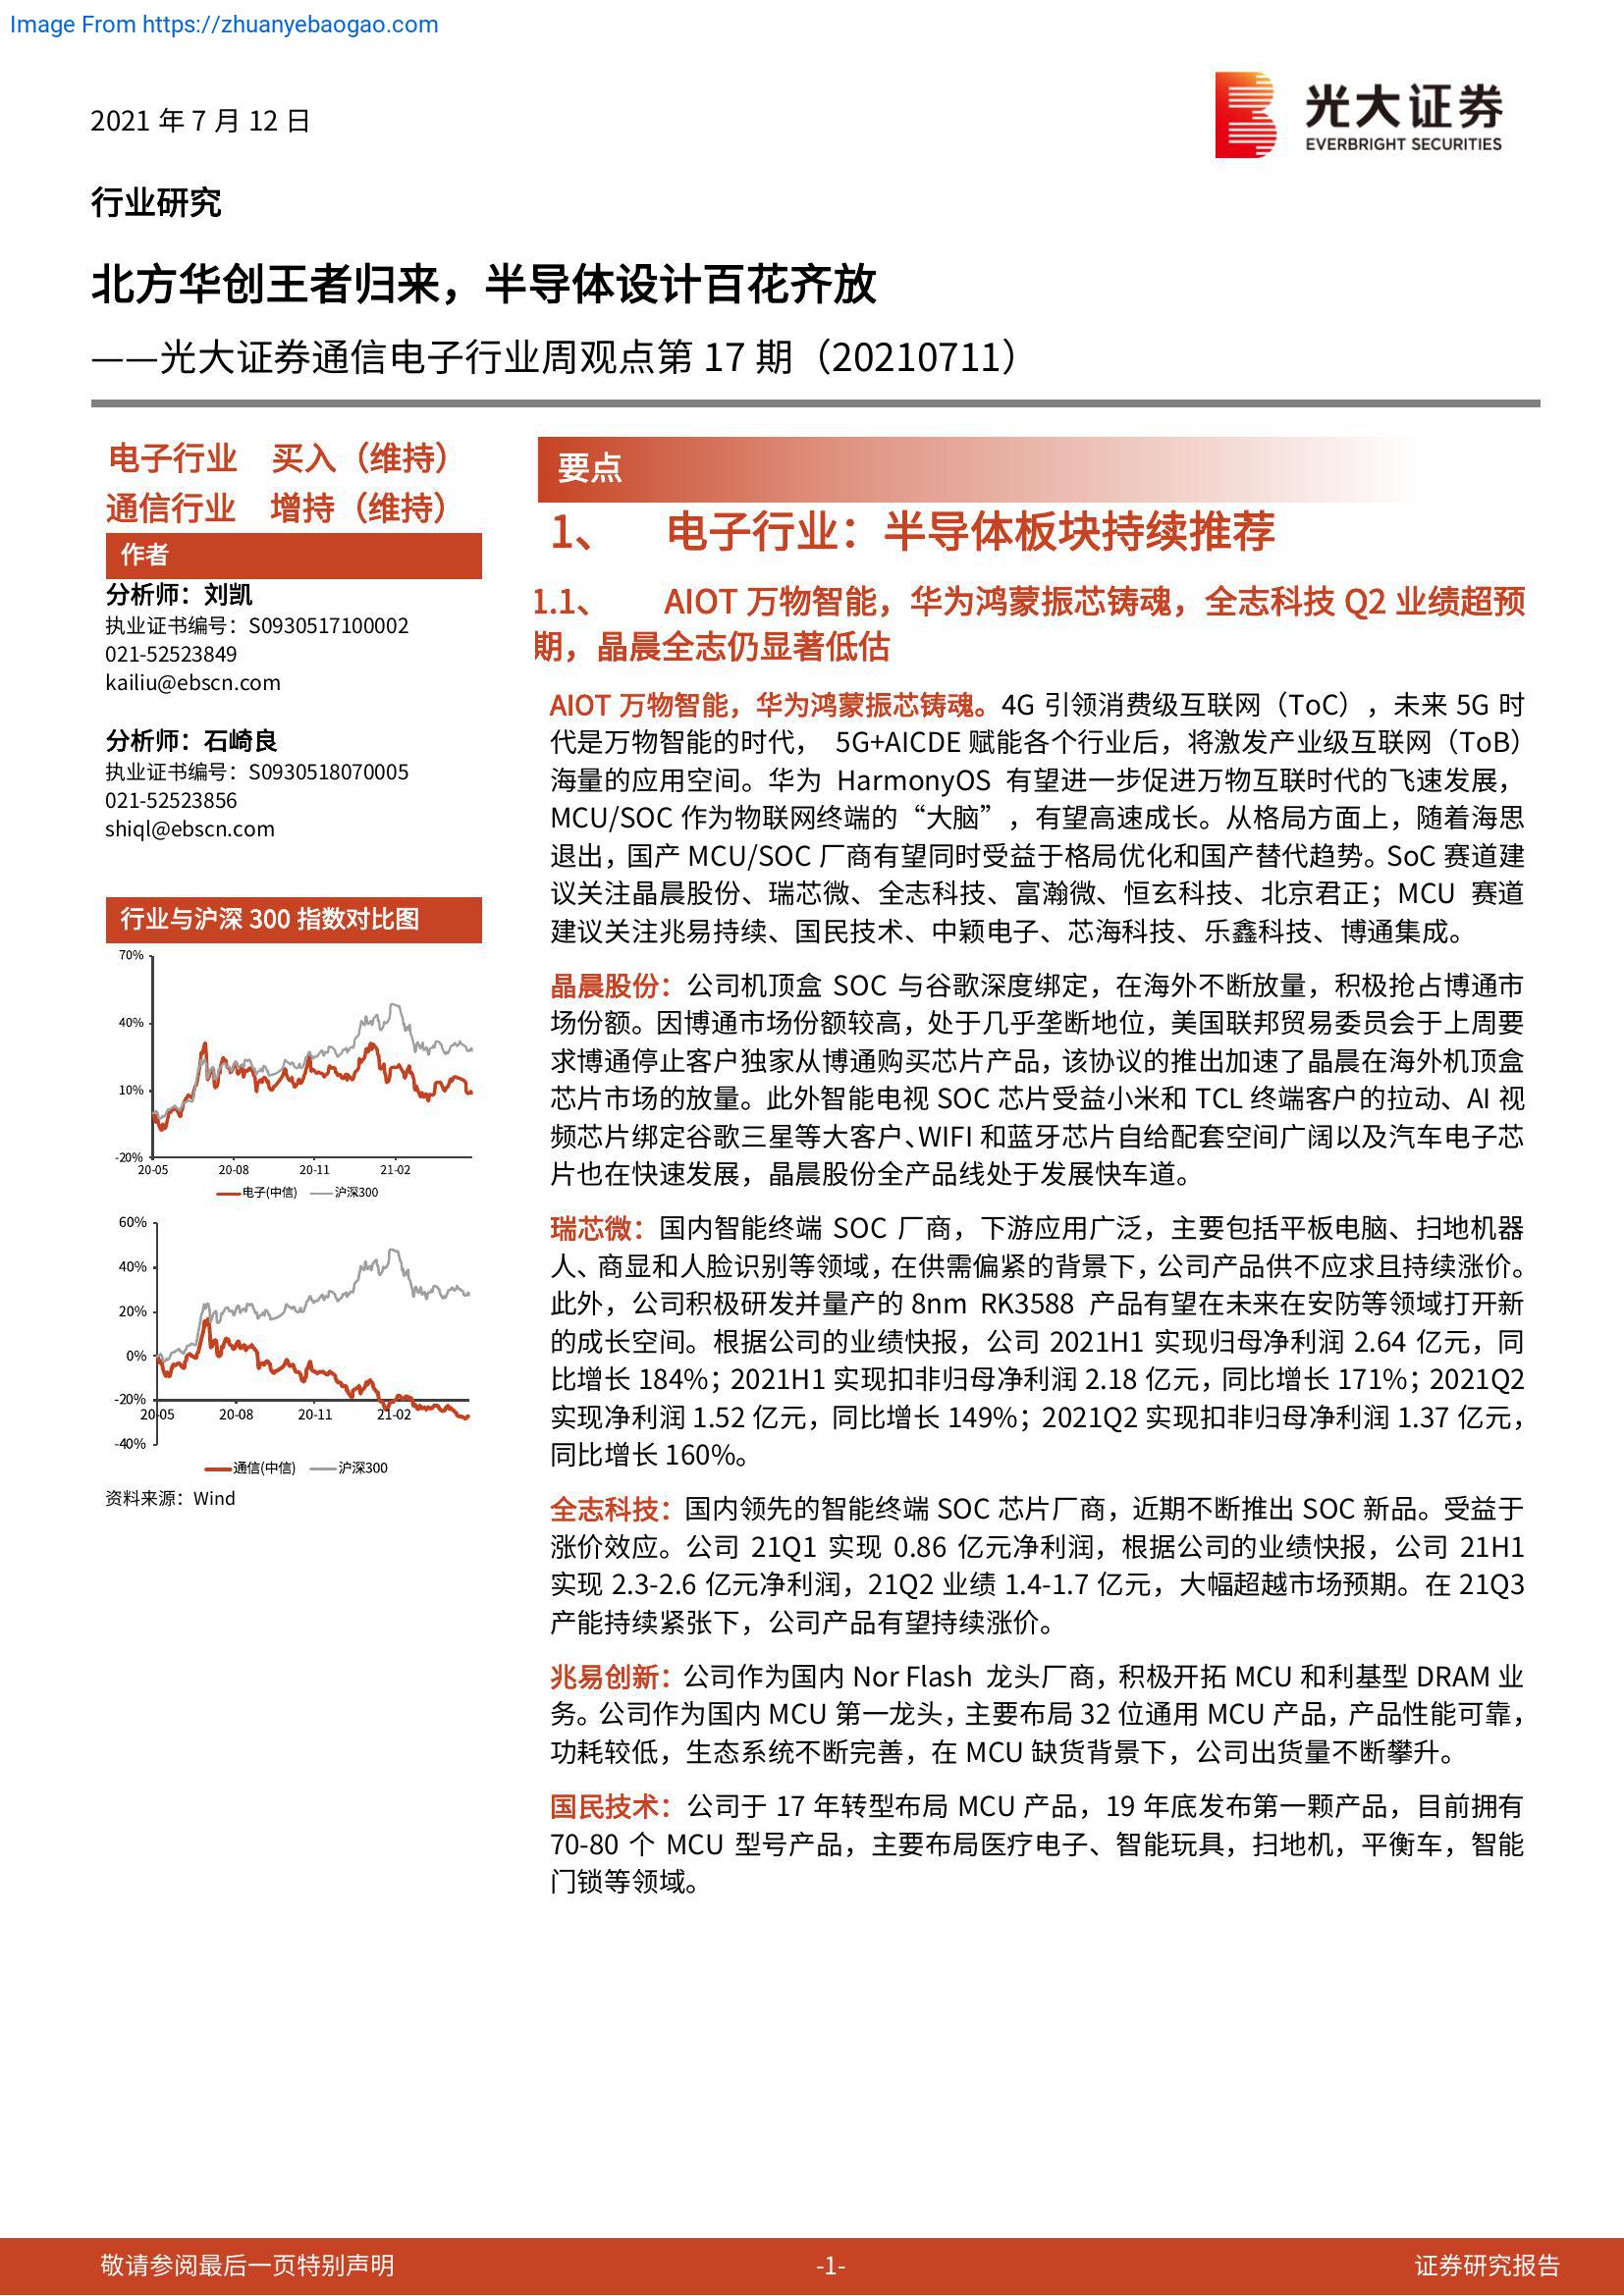 Image From https://zhuanyebaogao.com
2021 年 7 月 12 日
光大证券
EVERBRIGHT SECURITIES
行业研究
北方华创王者归来，半导体设计百花齐放
——光大证券通信电子行业周观点第 17 期（20210711）
电子行业 买入（维持）
通信行业 增持（维持）
作者
分析师：刘凯
执业证书编号：S0930517100002
021-52523849
kailiu@ebscn.com
分析师：石崎良
执业证书编号：S0930518070005
021-52523856
shiql@ebscn.com
行业与沪深 300 指数对比图
70%
40%
10%
-20%
20-05 20-08 20-11 21-02
电子(中信) 沪深300
60%
40%
20%
0%
-20%
20-05 20-08 20-11 21-02
-40%
通信(中信) 沪深300
资料来源：Wind
要点
1、 电子行业：半导体板块持续推荐
1.1、 AIOT 万物智能，华为鸿蒙振芯铸魂，全志科技 Q2 业绩超预
期，晶晨全志仍显著低估
AIOT 万物智能，华为鸿蒙振芯铸魂。4G 引领消费级互联网（ToC），未来 5G 时
代是万物智能的时代， 5G+AICDE 赋能各个行业后，将激发产业级互联网（ToB）
海量的应用空间。华为 HarmonyOS 有望进一步促进万物互联时代的飞速发展，
MCU/SOC 作为物联网终端的“大脑”，有望高速成长。从格局方面上，随着海思
退出，国产 MCU/SOC 厂商有望同时受益于格局优化和国产替代趋势。SoC 赛道建
议关注晶晨股份、瑞芯微、全志科技、富瀚微、恒玄科技、北京君正；MCU 赛道
建议关注兆易持续、国民技术、中颖电子、芯海科技、乐鑫科技、博通集成。
晶晨股份：公司机顶盒 SOC 与谷歌深度绑定，在海外不断放量，积极抢占博通市
场份额。因博通市场份额较高，处于几乎垄断地位，美国联邦贸易委员会于上周要
求博通停止客户独家从博通购买芯片产品，该协议的推出加速了晶晨在海外机顶盒
芯片市场的放量。此外智能电视 SOC 芯片受益小米和 TCL 终端客户的拉动、AI 视
频芯片绑定谷歌三星等大客户、WIFI 和蓝牙芯片自给配套空间广阔以及汽车电子芯
片也在快速发展，晶晨股份全产品线处于发展快车道。
瑞芯微：国内智能终端 SOC 厂商，下游应用广泛，主要包括平板电脑、扫地机器
人、商显和人脸识别等领域，在供需偏紧的背景下，公司产品供不应求且持续涨价。
此外，公司积极研发并量产的 8nm RK3588 产品有望在未来在安防等领域打开新
的成长空间。根据公司的业绩快报，公司 2021H1 实现归母净利润 2.64 亿元，同
比增长 184%；2021H1 实现扣非归母净利润 2.18 亿元，同比增长 171%；2021Q2
实现净利润 1.52 亿元，同比增长 149%；2021Q2 实现扣非归母净利润 1.37 亿元，
同比增长 160%。
全志科技：国内领先的智能终端 SOC 芯片厂商，近期不断推出 SOC 新品。受益于
涨价效应。公司 21Q1 实现 0.86 亿元净利润，根据公司的业绩快报，公司 21H1
实现 2.3-2.6 亿元净利润，21Q2 业绩 1.4-1.7 亿元，大幅超越市场预期。在 21Q3
产能持续紧张下，公司产品有望持续涨价。
兆易创新：公司作为国内 Nor Flash 龙头厂商，积极开拓 MCU 和利基型 DRAM 业
务。公司作为国内 MCU 第一龙头，主要布局 32 位通用 MCU 产品，产品性能可靠，
功耗较低，生态系统不断完善，在 MCU 缺货背景下，公司出货量不断攀升。
国民技术：公司于 17 年转型布局 MCU 产品，19 年底发布第一颗产品，目前拥有
70-80 个 MCU 型号产品，主要布局医疗电子、智能玩具，扫地机，平衡车，智能
门锁等领域。
敬请参阅最后一页特别声明 -1- 证券研究报告